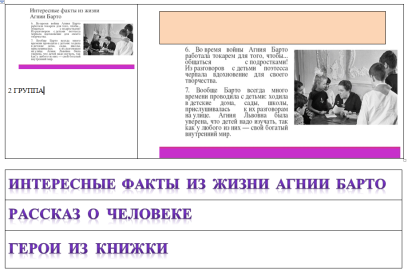 Интересные факты из жизни
Агнии Барто
2 ГРУППА
6. Во время войны Агния Барто
работала токарем для того, чтобы..
общаться с подростками!
Из разговоров с детьми поэтесса
черпала вдохновение для своего
творчества.
7. Вообще Барто всегда много
времени проводила с детьми: ходила
в детские дома, сады, школы,
прислушивалась к их разговорам
на улице. Агния Львовна была
уверена, что детей надо изучать, так
как у любого из них — свой богатый
внутренний мир.
ИНТЕРЕСНЫЕ ФАКТЫ ИЗ ЖИЗНИ АГНИИ БАРТО
РАССКАЗ О ЧЕЛОВЕКЕ
ГЕРОИ ИЗ КНИЖКИ